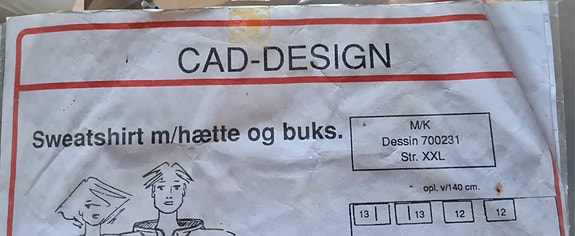 CAD-DESIGN
Sweatshirt m/hætte og buks.
M/K
Dessin 700231
Str. XXL
opl. v/140 cm.
13 13 12 12